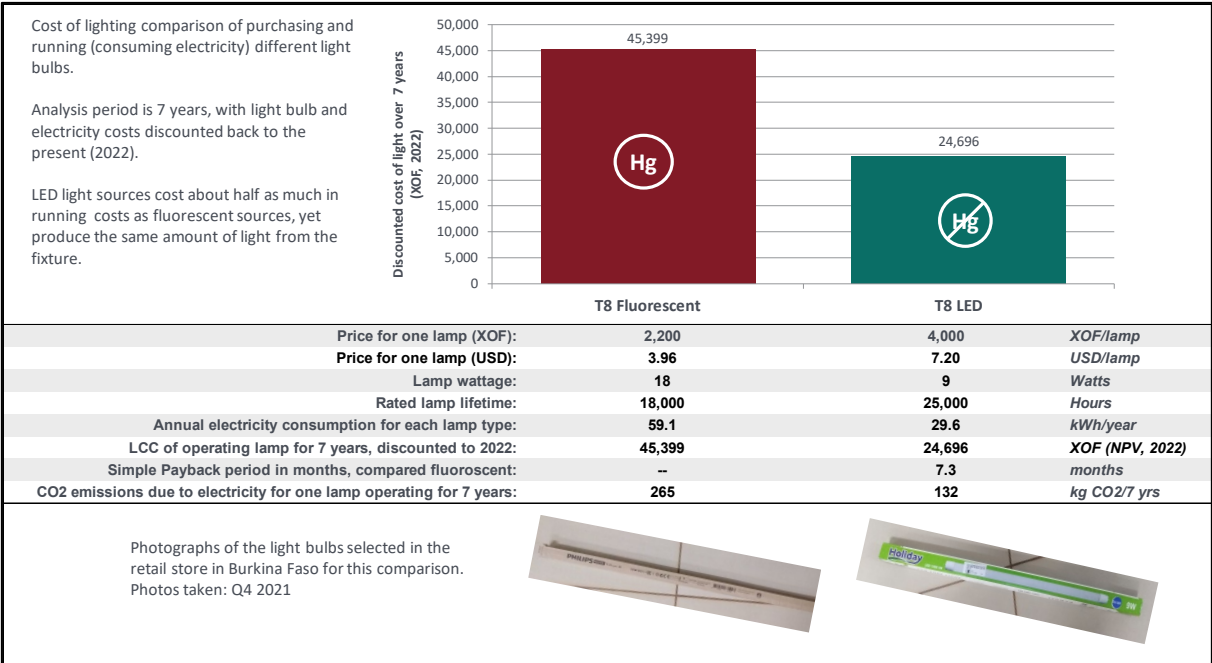 Cost of lighting comparison of purchasing and
running (consuming electricity) different light
bulbs.
Analysis period is 7 years, with light bulb and
electricity costs discounted back to the
present (2022).
LED light sources cost about half as much in
running costs as fluorescent sources, yet
produce the same amount of light from the
fixture.
Discounted cost of light over 7 years
(XOF, 2022)
50,000
45,000
40,000
35,000
30,000
25,000
20,000
15,000
10,000
5,000
0
45,399
Hg
24,696
Hg
T8 Fluorescent T8 LED
Price for one lamp (XOF): 2,200 4,000 XOF/lamp
Price for one lamp (USD): 3.96 7.20 USD/lamp
Lamp wattage: 18 9 Watts
Rated lamp lifetime: 18,000 25,000 Hours
Annual electricity consumption for each lamp type: 59.1 29.6 kWh/year
LCC of operating lamp for 7 years, discounted to 2022: 45,399 24,696 XOF (NPV, 2022)
Simple Payback period in months, compared fluoroscent: -- 7.3 months
CO2 emissions due to electricity for one lamp operating for 7 years: 265 132 kg CO2/7 yrs
Photographs of the light bulbs selected in the
retail store in Burkina Faso for this comparison.
Photos taken: Q4 2021
PHILIPS
Holiday
9W